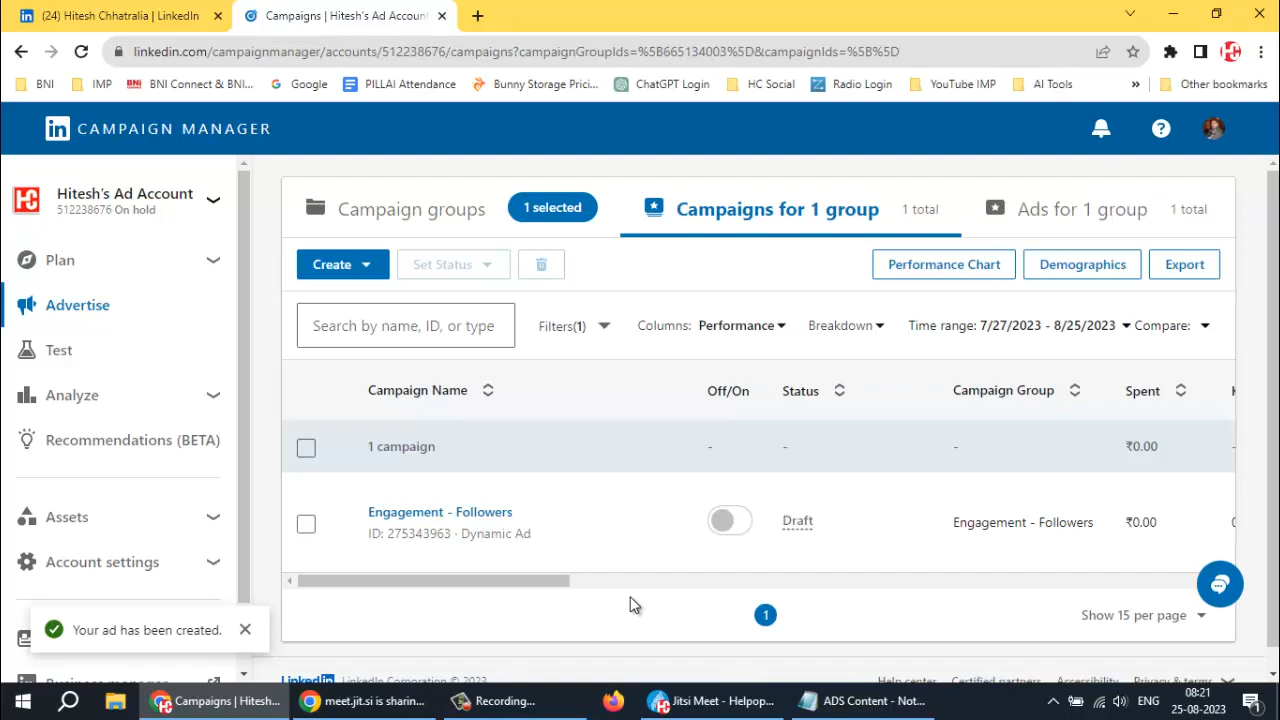 (24) Hitesh Chhatralia | LinkedIn
Campaigns | Hitesh's Ad Account
linkedin.com/campaignmanager/accounts/512238676/campaigns?campaignGroupIds=%5B665134003%5D&campaignIds=%5B%5D
BNI
IMP
BNI Connect & BNI...
Google
PILLAI Attendance
Bunny Storage Pricin...
ChatGPT Login
HC Social
Radio Login
YouTube IMP
AI Tools
»
Other bookmarks
in CAMPAIGN MANAGER
Hitesh's Ad Account
512238676 On hold
Plan
Advertise
Test
Analyze
Recommendations (BETA)
Assets
Account settings
Campaign groups
1 selected
Campaigns for 1 group
1 total
Ads for 1 group
1 total
Create
Set Status
Performance Chart
Demographics
Export
Search by name, ID, or type
Filters(1)
Columns: Performance
Breakdown
Time range: 7/27/2023 - 8/25/2023
Compare:
Campaign Name
Off/On
Status
Campaign Group
Spent
1 campaign
-
-
-
₹0.00
Engagement - Followers
ID: 275343963 · Dynamic Ad
Draft
Engagement - Followers
₹0.00
1
Show 15 per page
Your ad has been created.
LinkedIn Corporation © 2023
Campaigns | Hitesh...
meet.jit.si is sharin...
Recording...
Jitsi Meet - Helpop...
ADS Content - Not...
ENG
08:21
25-08-2023
1